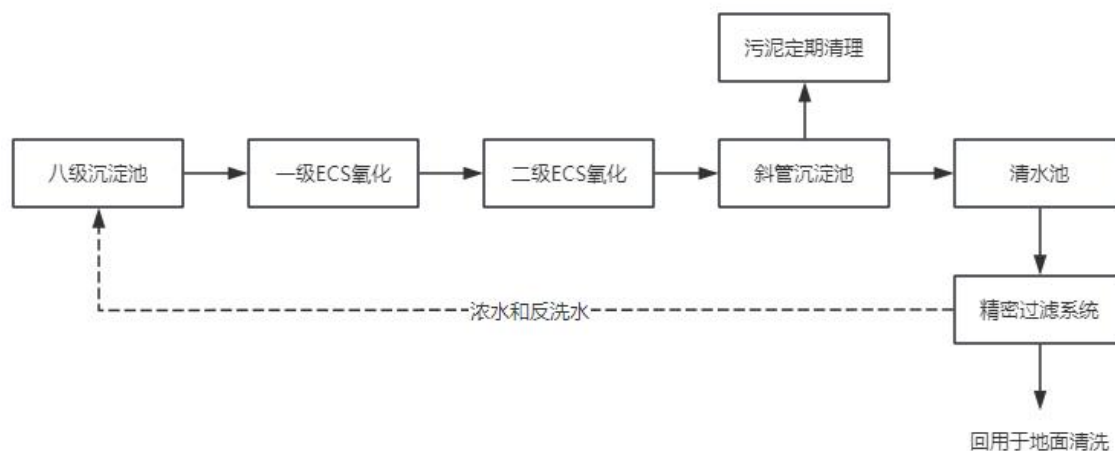 污泥定期清理
八级沉淀池
一级ECS氧化
二级ECS氧化
斜管沉淀池
清水池
浓水和反洗水
精密过滤系统
回用于地面清洗